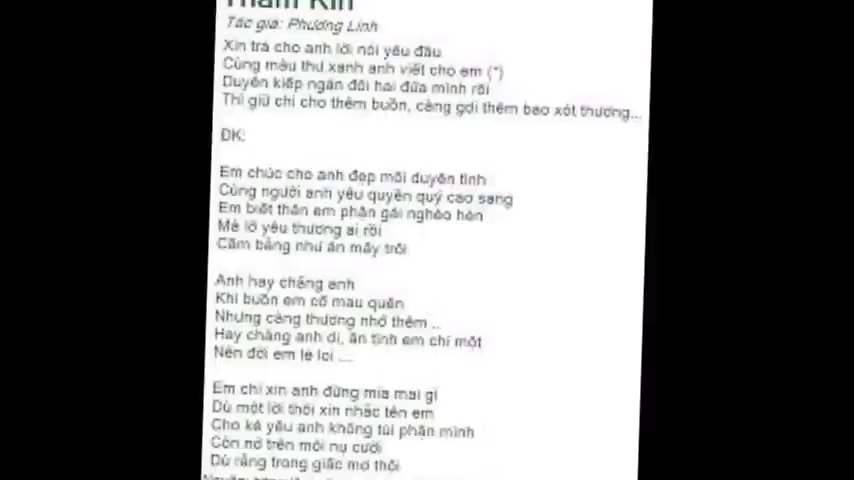 Thầm Kín
Tác giả: Phương Linh
Xin trả cho anh lời nói yêu đầu
Cùng màu thư xanh anh viết cho em (*)
Duyên kiếp ngăn đôi hai đứa mình rồi
Thì giữ chi cho thêm buồn, càng gợi thêm bao xót thương...
ĐK:
Em chúc cho anh đẹp mối duyên tình
Cùng người anh yêu quyền quý cao sang
Em biết thân em phận gái nghèo hèn
Mà lỡ yêu thương ai rồi
Cầm bằng như án mây trôi
Anh hay chăng anh
Khi buồn em cố mau quên
Nhưng càng thương nhớ thêm ..
Hay chăng anh đi, ân tình em chỉ một
Nên đời em lẻ loi ....
Em chỉ xin anh đừng mỉa mai gì
Dù một lời thôi xin nhắc tên em
Cho kẻ yêu anh không tủi phận mình
Còn nở trên môi nụ cười
Dù rằng trong giấc mơ thôi